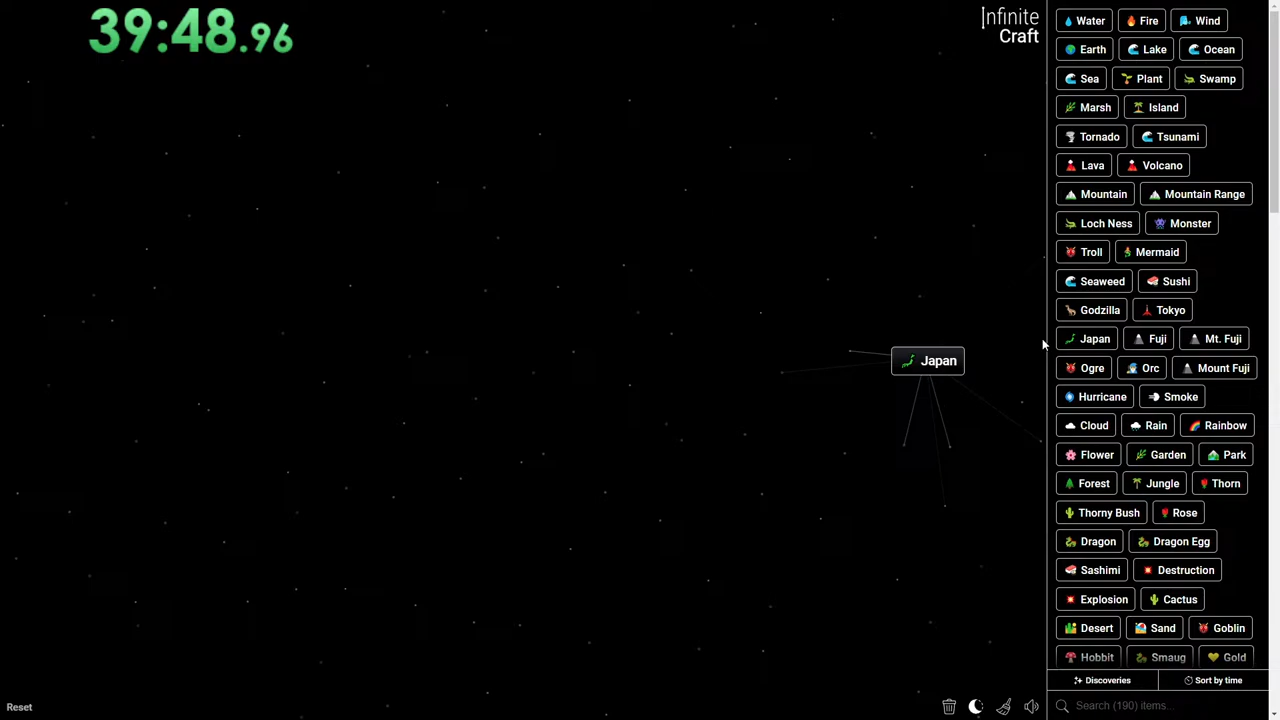 39:48.96
Infinite
Craft
Water Fire Wind
Earth Lake Ocean
Sea Plant Swamp
Marsh Island
Tornado Tsunami
Lava Volcano
Mountain Mountain Range
Loch Ness Monster
Troll Mermaid
Seaweed Sushi
Godzilla Tokyo
Japan Fuji Mt. Fuji
Japan
Ogre Orc Mount Fuji
Hurricane Smoke
Cloud Rain Rainbow
Flower Garden Park
Forest Jungle Thorn
Thorny Bush Rose
Dragon Dragon Egg
Sashimi Destruction
Explosion Cactus
Desert Sand Goblin
Hobbit Smaug Gold
Discoveries Sort by time
Reset
Search (190) items...